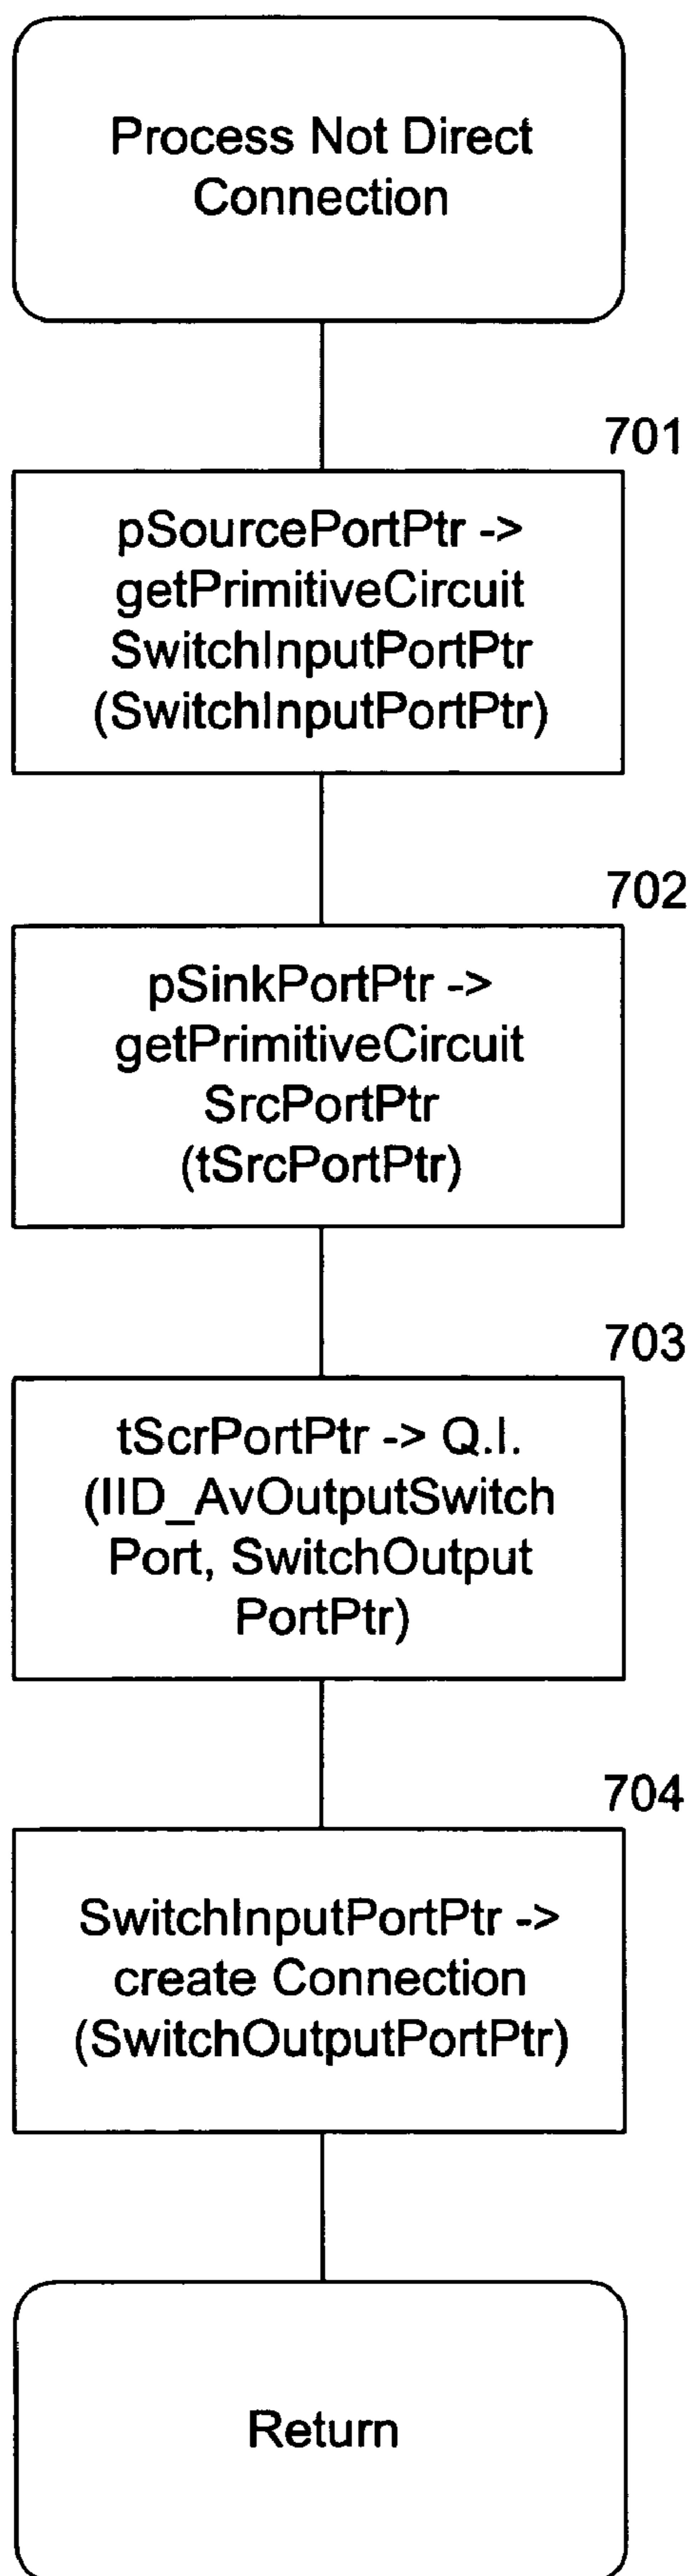 Process Not Direct
Connection
701
pSourcePortPtr ->
getPrimitiveCircuit
SwitchInputPortPtr
(SwitchInputPortPtr)
702
pSinkPortPtr ->
getPrimitiveCircuit
SrcPortPtr
(tSrcPortPtr)
703
tScrPortPtr -> Q.I.
(IID_AvOutputSwitch
Port, SwitchOutput
PortPtr)
704
SwitchInputPortPtr ->
create Connection
(SwitchOutputPortPtr)
Return